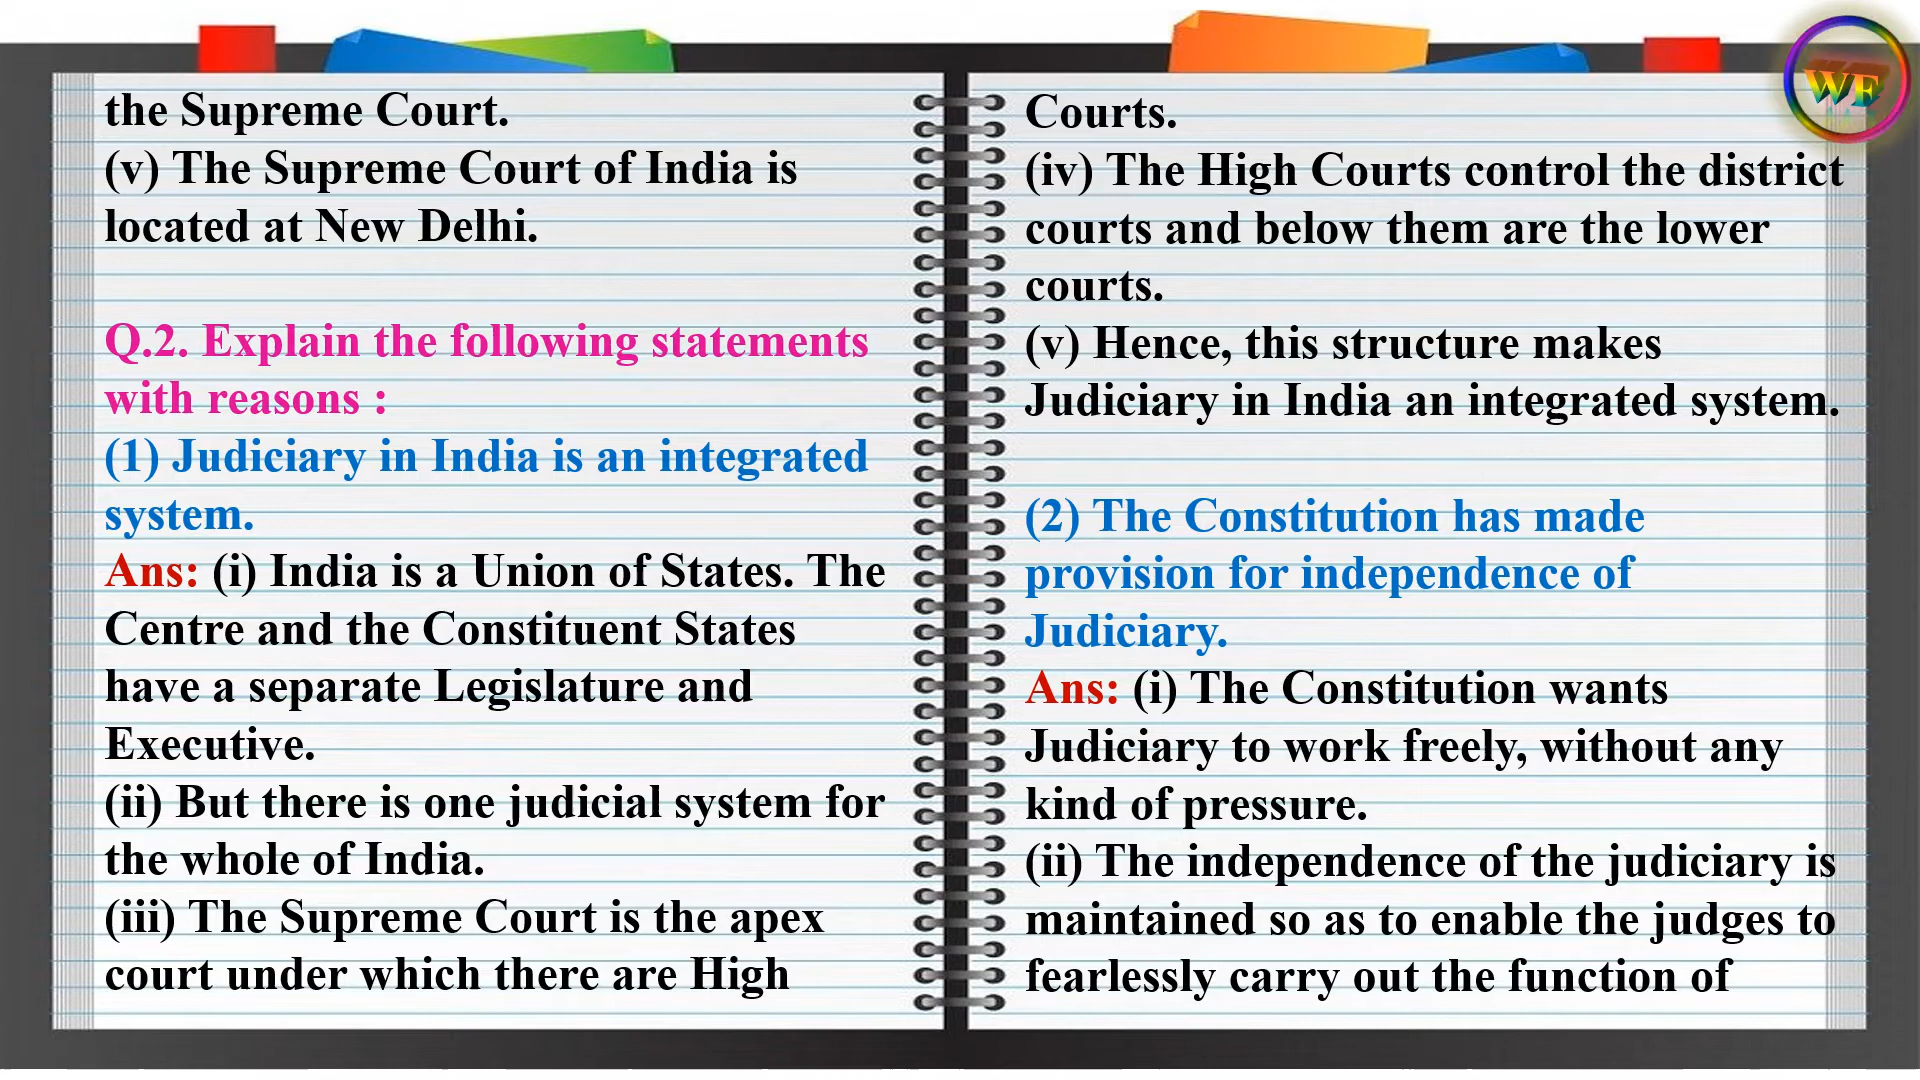 the Supreme Court.
(v) The Supreme Court of India is
located at New Delhi.
Q.2. Explain the following statements
with reasons :
(1) Judiciary in India is an integrated
system.
Ans: (i) India is a Union of States. The
Centre and the Constituent States
have a separate Legislature and
Executive.
(ii) But there is one judicial system for
the whole of India.
(iii) The Supreme Court is the apex
court under which there are High
Courts.
(iv) The High Courts control the district
courts and below them are the lower
courts.
(v) Hence, this structure makes
Judiciary in India an integrated system.
(2) The Constitution has made
provision for independence of
Judiciary.
Ans: (i) The Constitution wants
Judiciary to work freely, without any
kind of pressure.
(ii) The independence of the judiciary is
maintained so as to enable the judges to
fearlessly carry out the function of
WE